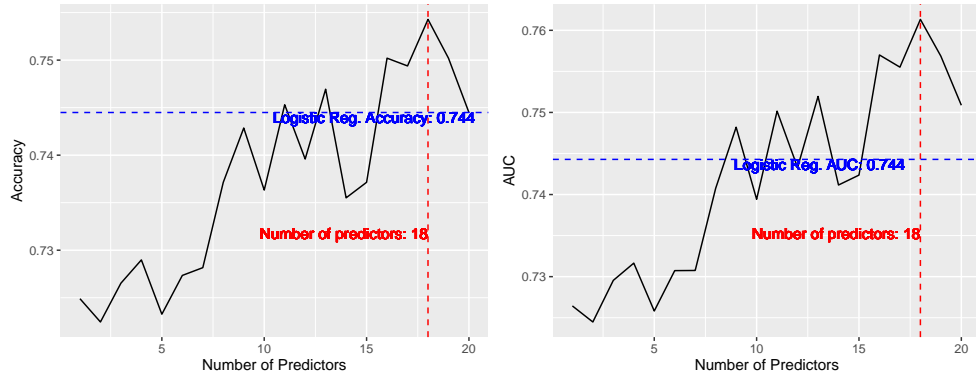 0.75
0.74
0.73
Accuracy
Logistic Reg. Accuracy: 0.744
Number of predictors: 18
5
10
15
20
Number of Predictors
0.76
0.75
0.74
0.73
AUC
Logistic Reg. AUC: 0.744
Number of predictors: 18
5
10
15
20
Number of Predictors